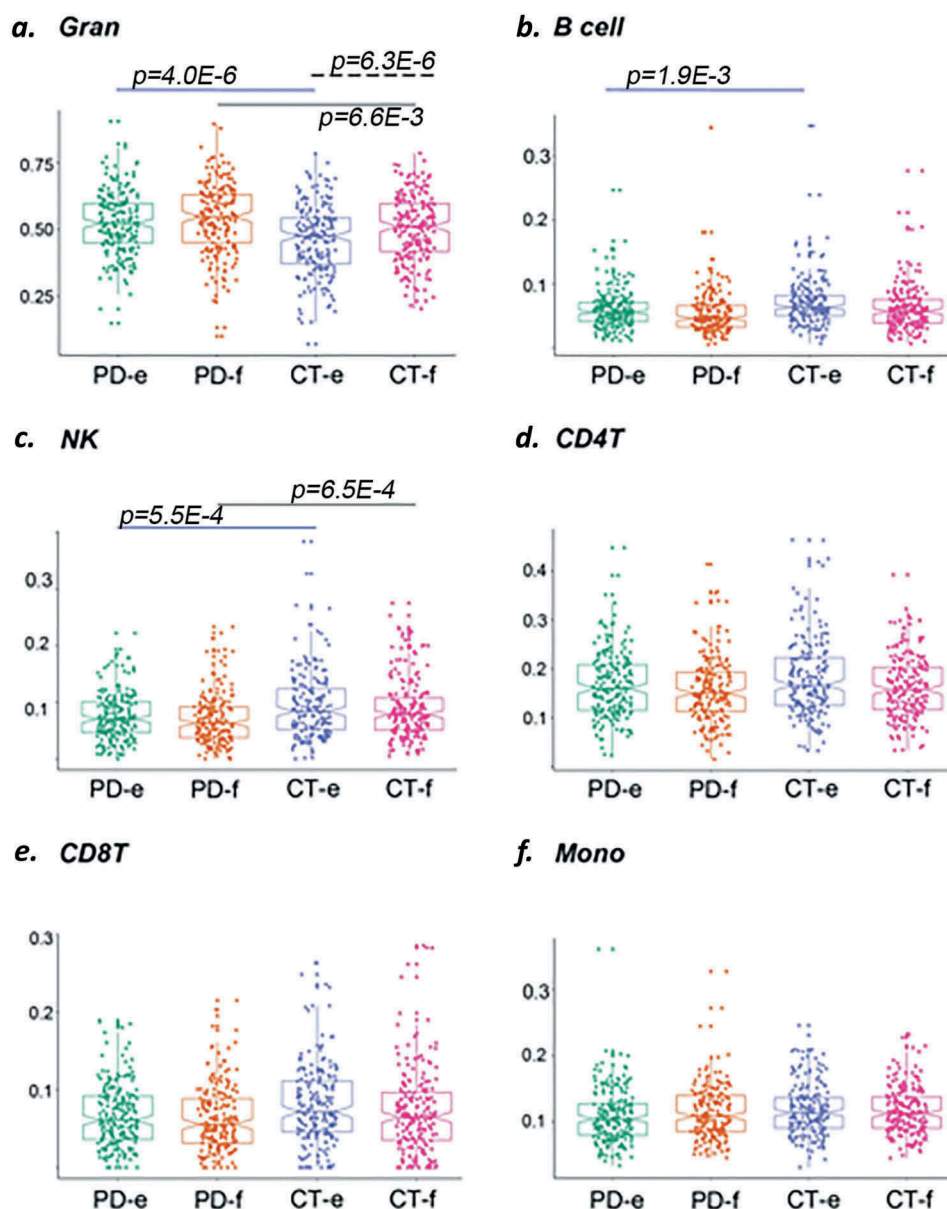 a. Gran
p=6.3E-6
p=4.0E-6
p=6.6E-3
0.75
0.50
0.25
PD-e PD-f CT-e CT-f
b. B cell
p=1.9E-3
0.3
0.2
0.1
PD-e PD-f CT-e CT-f
c. NK
p=6.5E-4
p=5.5E-4
0.3
0.2
0.1
PD-e PD-f CT-e CT-f
d. CD4T
0.4
0.3
0.2
0.1
PD-e PD-f CT-e CT-f
e. CD8T
0.3
0.2
0.1
PD-e PD-f CT-e CT-f
f. Mono
0.3
0.2
0.1
PD-e PD-f CT-e CT-f